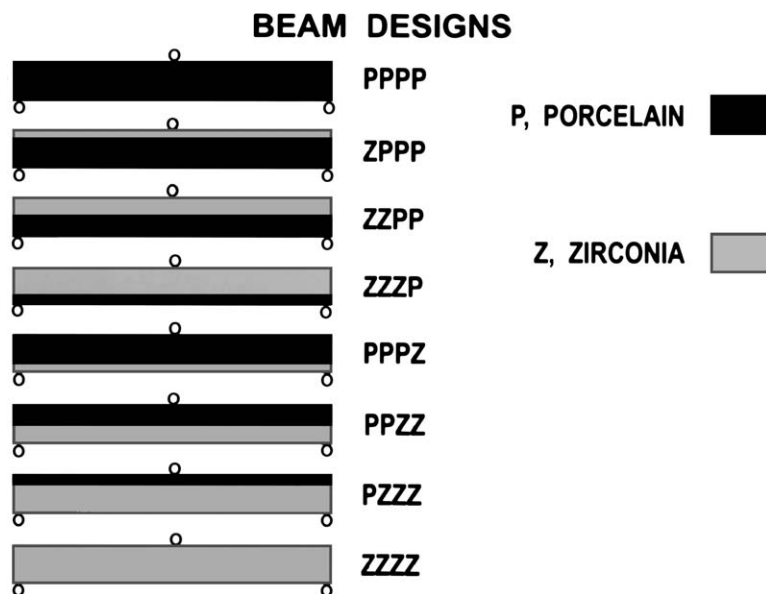 BEAM DESIGNS
PPPP
ZPPP
ZZPP
ZZZP
PPPZ
PPZZ
PZZZ
ZZZZ
P, PORCELAIN
Z, ZIRCONIA